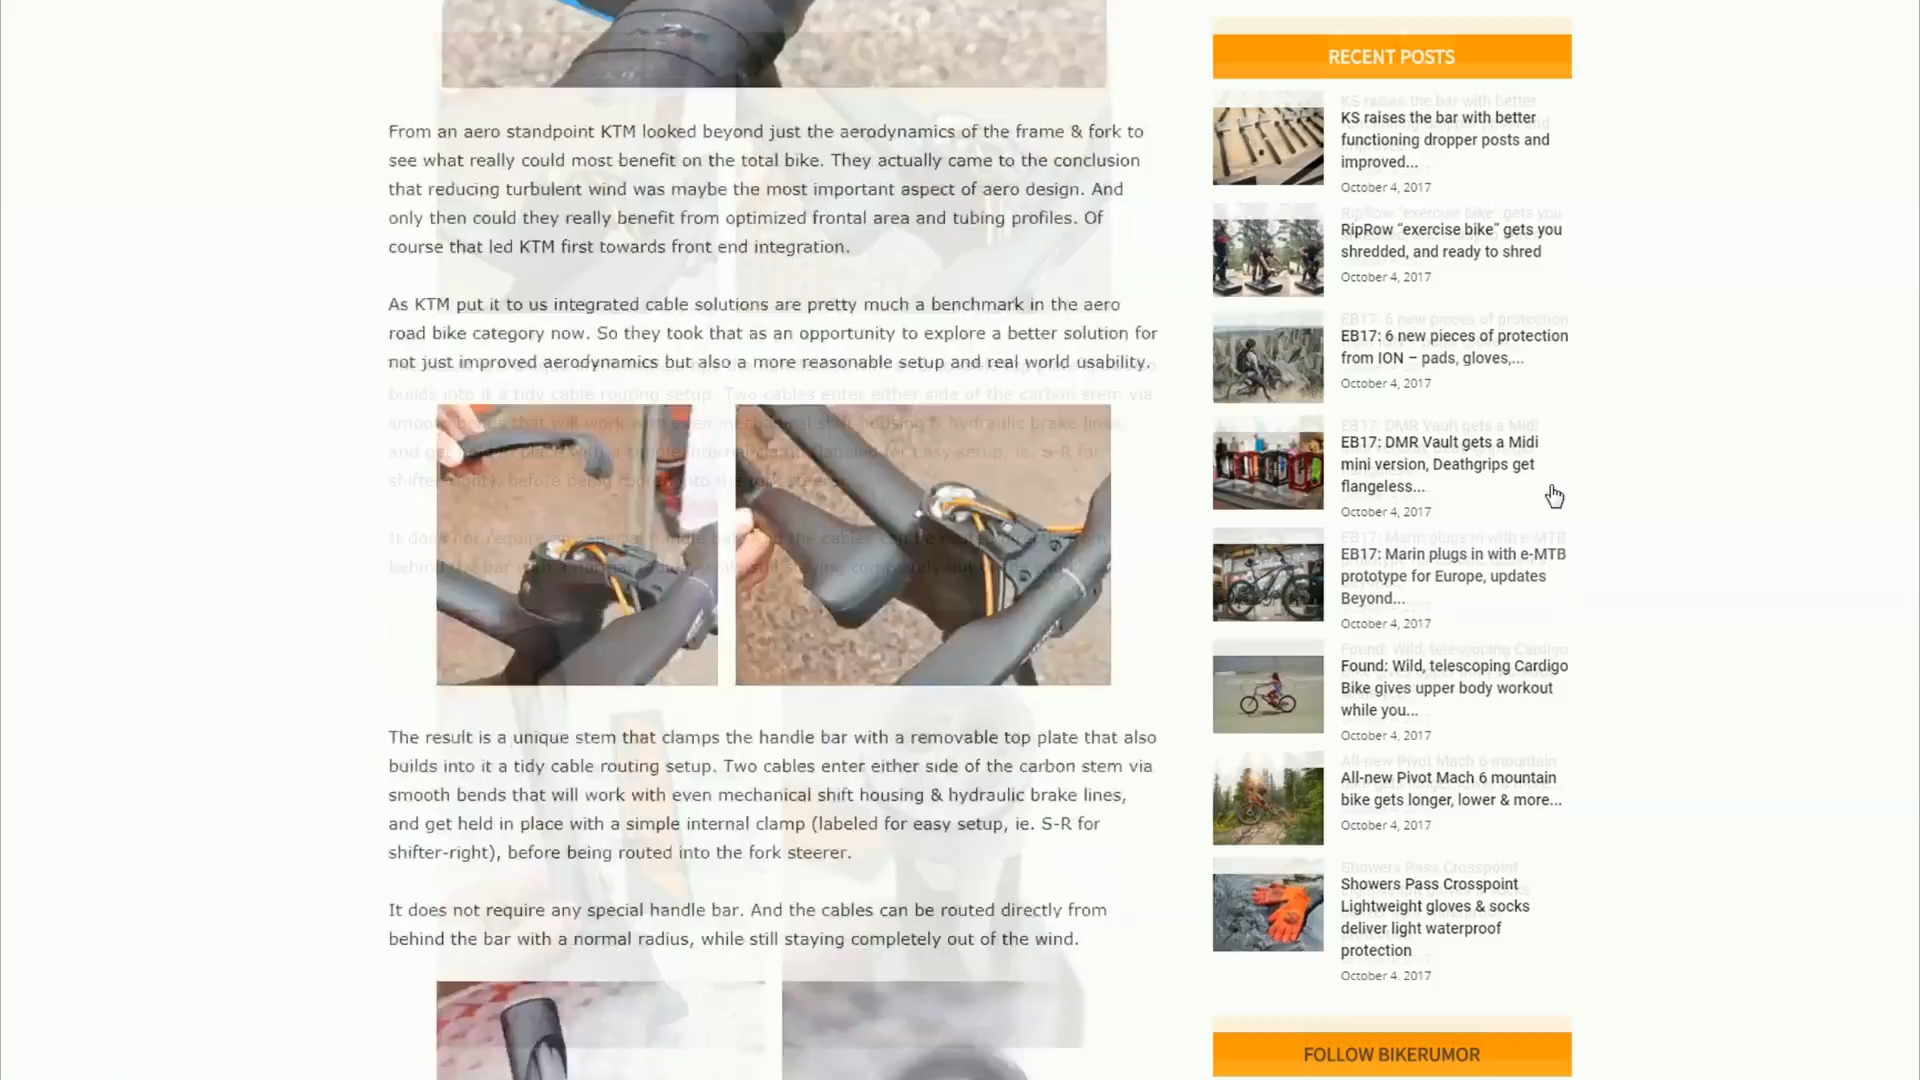 From an aero standpoint KTM looked beyond just the aerodynamics of the frame & fork to
see what really could most benefit on the total bike. They actually came to the conclusion
that reducing turbulent wind was maybe the most important aspect of aero design. And
only then could they really benefit from optimized frontal area and tubing profiles. Of
course that led KTM first towards front end integration.
As KTM put it to us integrated cable solutions are pretty much a benchmark in the aero
road bike category now. So they took that as an opportunity to explore a better solution for
not just improved aerodynamics but also a more reasonable setup and real world usability.
The result is a unique stem that clamps the handle bar with a removable top plate that also
builds into it a tidy cable routing setup. Two cables enter either side of the carbon stem via
smooth bends that will work with even mechanical shift housing & hydraulic brake lines,
and get held in place with a simple internal clamp (labeled for easy setup, ie. S-R for
shifter-right), before being routed into the fork steerer.
It does not require any special handle bar. And the cables can be routed directly from
behind the bar with a normal radius, while still staying completely out of the wind.
RECENT POSTS
KS raises the bar with better
functioning dropper posts and
improved...
October 4, 2017
RipRow “exercise bike” gets you
shredded, and ready to shred
October 4, 2017
EB17: 6 new pieces of protection
from ION – pads, gloves,...
October 4, 2017
EB17: DMR Vault gets a Midi
mini version, Deathgrips get
flangeless...
October 4, 2017
EB17: Marin plugs in with e-MTB
prototype for Europe, updates
Beyond...
October 4, 2017
Found: Wild, telescoping Cardigo
Bike gives upper body workout
while you...
October 4, 2017
All-new Pivot Mach 6 mountain
bike gets longer, lower & more...
October 4, 2017
Showers Pass Crosspoint
Lightweight gloves & socks
deliver light waterproof
protection
October 4, 2017
FOLLOW BIKERUMOR